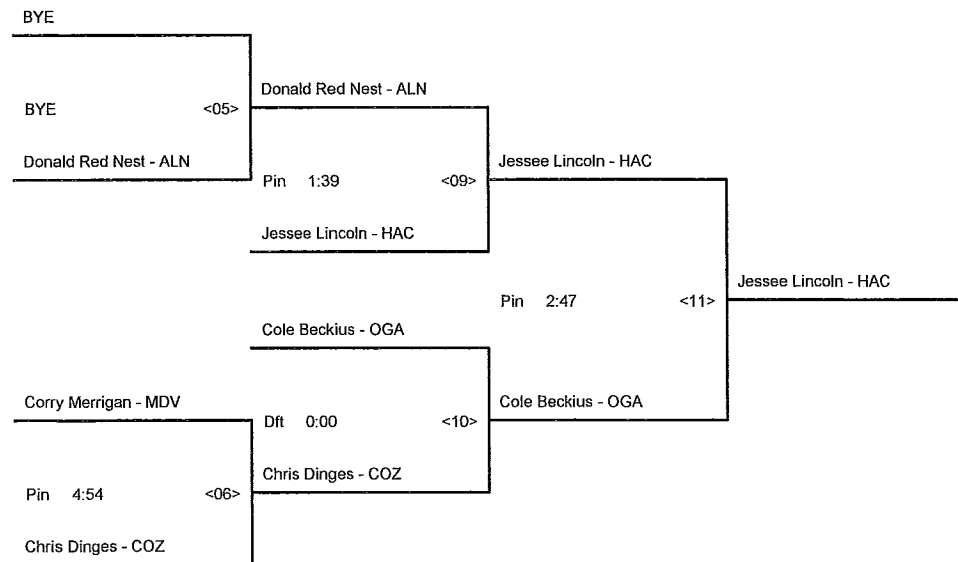 BYE
BYE <05>
Donald Red Nest - ALN
Donald Red Nest - ALN
Pin 1:39 <09>
Jessee Lincoln - HAC
Jessee Lincoln - HAC
Pin 2:47 <11>
Jessee Lincoln - HAC
Cole Beckius - OGA
Dft 0:00 <10>
Cole Beckius - OGA
Corry Merrigan - MDV
Chris Dinges - COZ
Pin 4:54 <06>
Chris Dinges - COZ